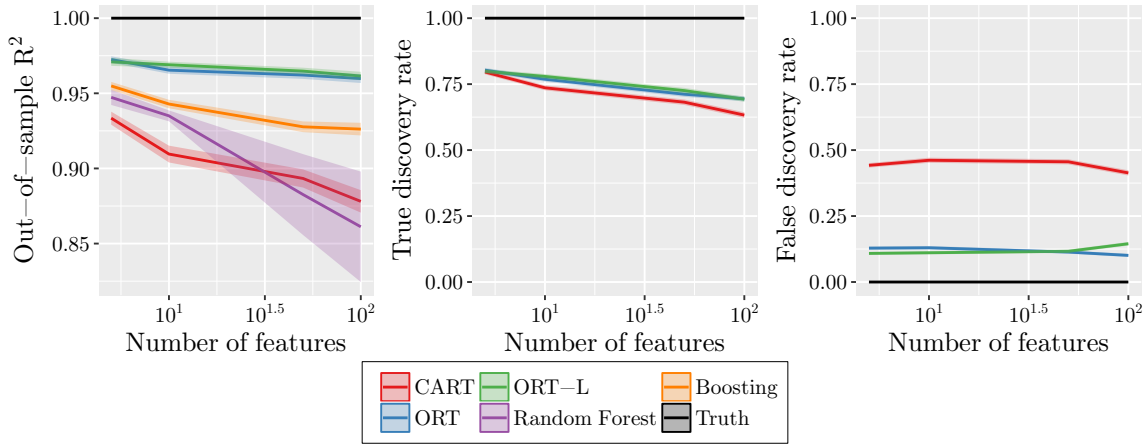 Out−of−sample R²
1.00
0.95
0.90
0.85
10¹
10^1.5
10²
Number of features
True discovery rate
1.00
0.75
0.50
0.25
0.00
10¹
10^1.5
10²
Number of features
False discovery rate
1.00
0.75
0.50
0.25
0.00
10¹
10^1.5
10²
Number of features
CART ORT−L Boosting
ORT Random Forest Truth